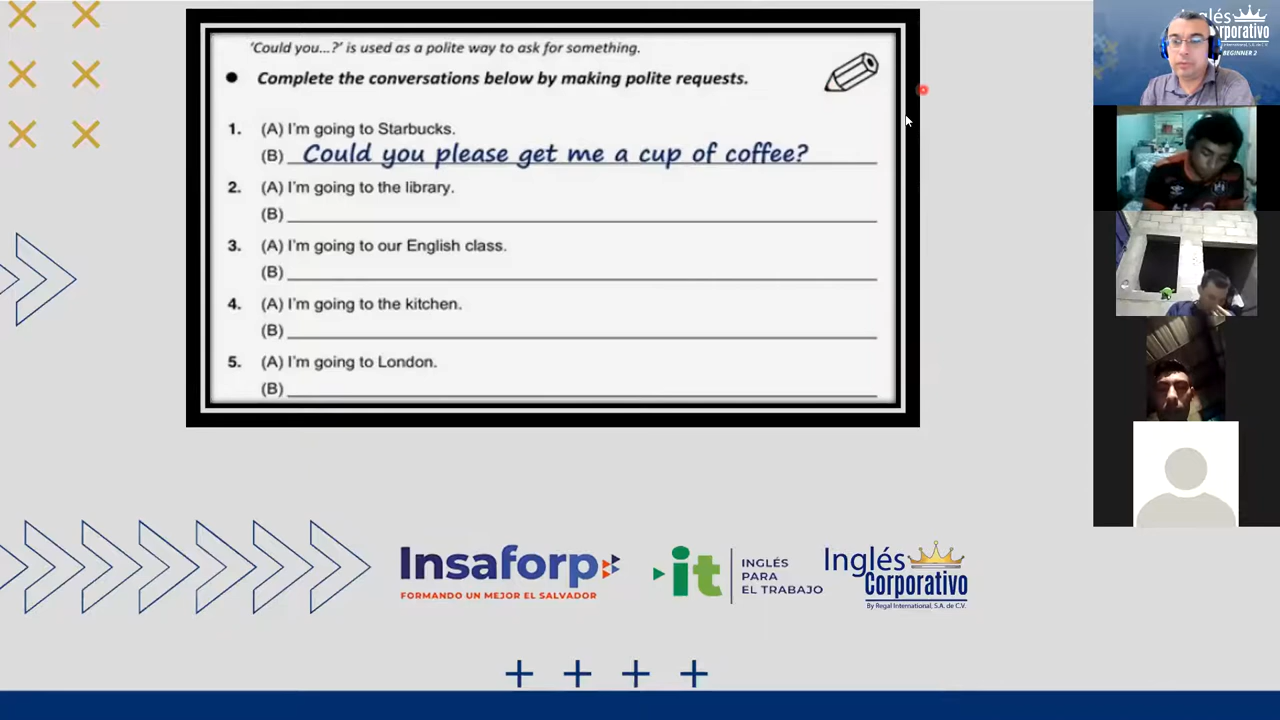 'Could you...?' is used as a polite way to ask for something.
● Complete the conversations below by making polite requests.
1. (A) I'm going to Starbucks.
(B) Could you please get me a cup of coffee?
2. (A) I'm going to the library.
(B)
3. (A) I'm going to our English class.
(B)
4. (A) I'm going to the kitchen.
(B)
5. (A) I'm going to London.
(B)
Insaforp
FORMANDO UN MEJOR EL SALVADOR
it
INGLÉS
PARA
EL TRABAJO
Inglés
Corporativo
By Regal International, S.A. de C.V.
BEGINNER 2